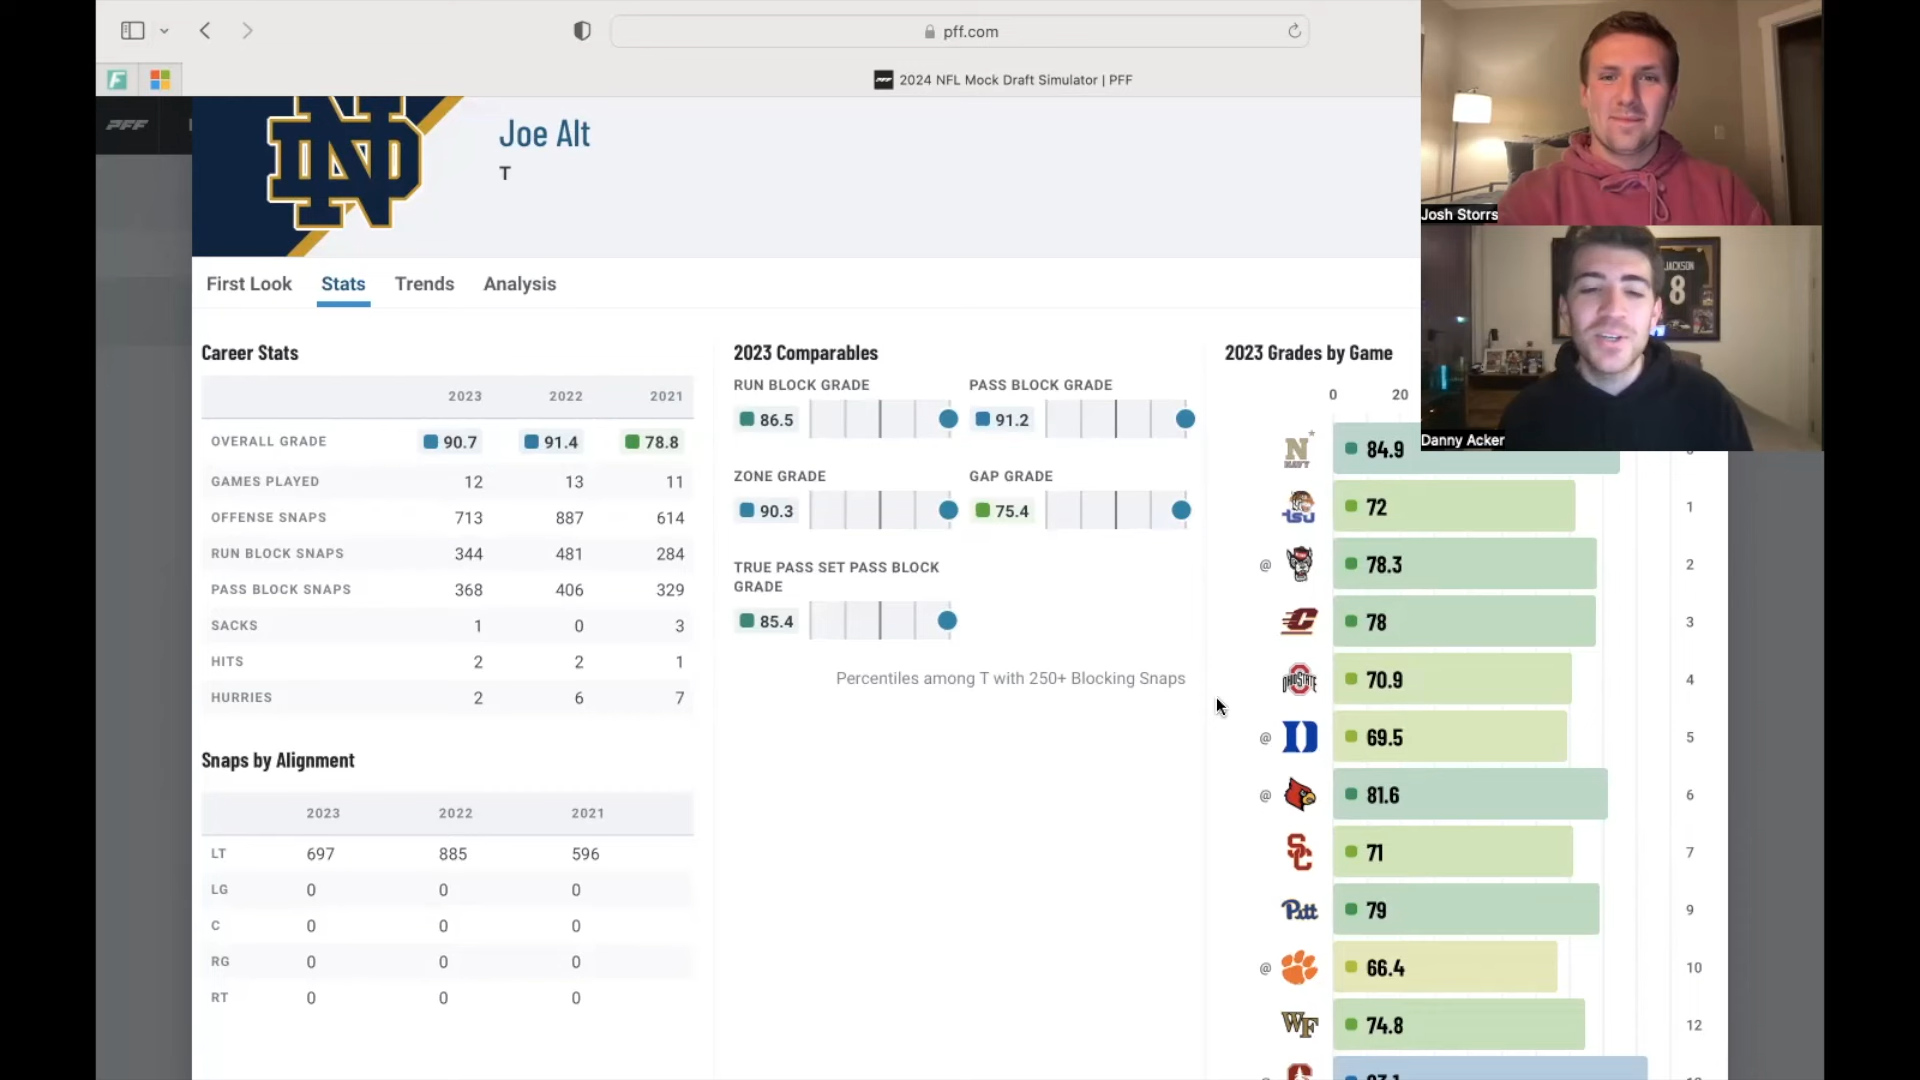 pff.com
2024 NFL Mock Draft Simulator | PFF
PFF
ND
Joe Alt
T
First Look Stats Trends Analysis
Career Stats
2023 2022 2021
OVERALL GRADE 90.7 91.4 78.8
GAMES PLAYED 12 13 11
OFFENSE SNAPS 713 887 614
RUN BLOCK SNAPS 344 481 284
PASS BLOCK SNAPS 368 406 329
SACKS 1 0 3
HITS 2 2 1
HURRIES 2 6 7
Snaps by Alignment
2023 2022 2021
LT 697 885 596
LG 0 0 0
C 0 0 0
RG 0 0 0
RT 0 0 0
2023 Comparables
RUN BLOCK GRADE
86.5
PASS BLOCK GRADE
91.2
ZONE GRADE
90.3
GAP GRADE
75.4
TRUE PASS SET PASS BLOCK
GRADE
85.4
Percentiles among T with 250+ Blocking Snaps
2023 Grades by Game
0 20
N NAVY 84.9
tsu 72 1
@ 78.3 2
C 78 3
OHIO STATE 70.9 4
@ D 69.5 5
@ 81.6 6
SC 71 7
Pitt 79 9
@ 66.4 10
WF 74.8 12
Josh Storrs
JACKSON
8
Danny Acker